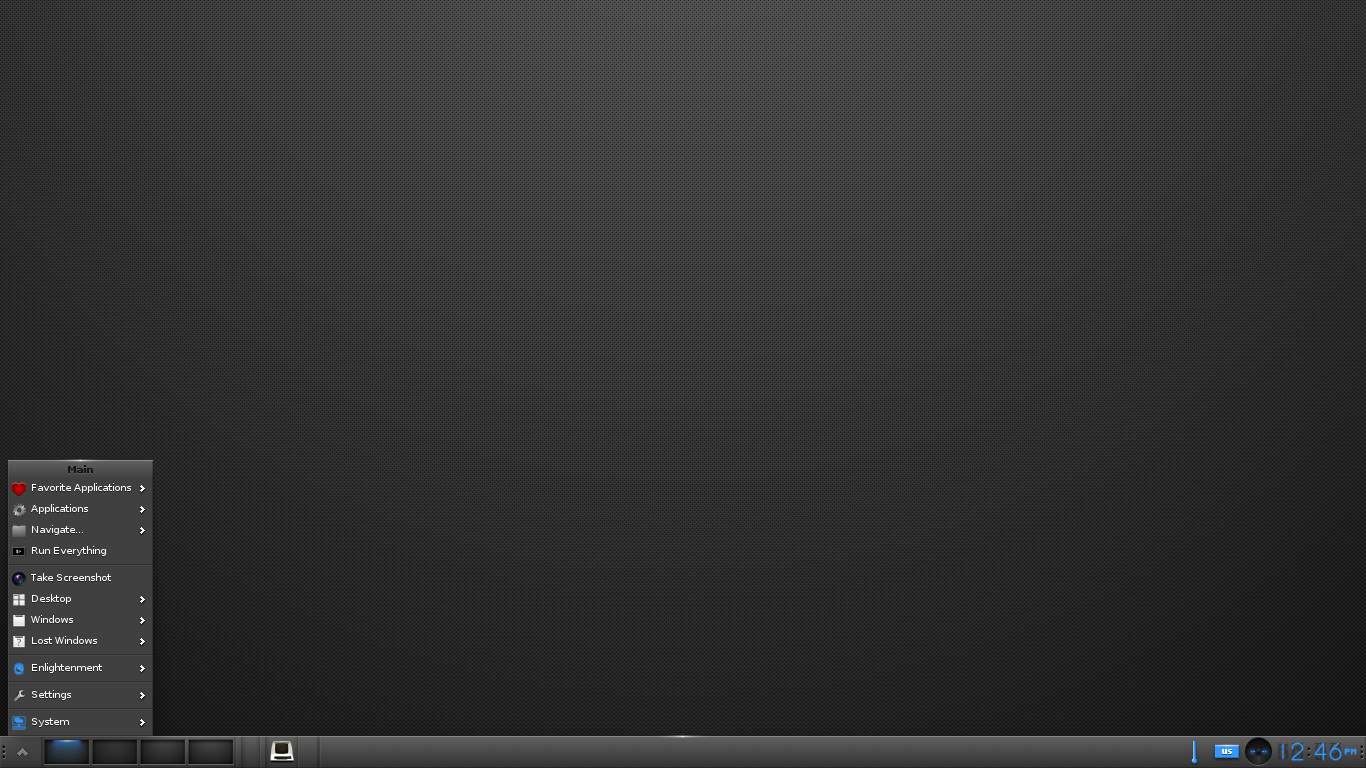 Main
Favorite Applications
Applications
Navigate...
Run Everything
Take Screenshot
Desktop
Windows
Lost Windows
Enlightenment
Settings
System
us
12:46 PM